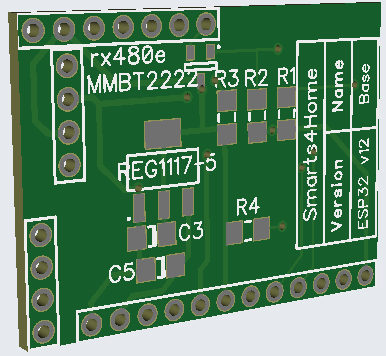 rx480e
MMBT2222
R3
R2
R1
REG1117-5
C3
C5
R4
Smarts4Home
Version
Name
ESP32 v12
Base